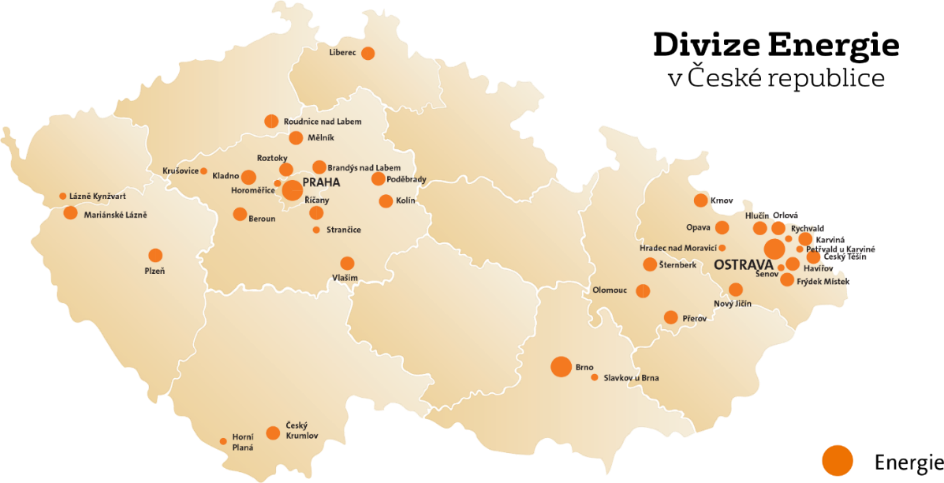 Divize Energie
v České republice
Liberec
Roudnice nad Labem
Mělník
Roztoky
Brandýs nad Labem
Krušovice
Kladno
PRAHA
Poděbrady
Horoměřice
Lázně Kynžvart
Říčany
Kolín
Mariánské Lázně
Beroun
Strančice
Plzeň
Vlašim
Krnov
Hlučín
Orlová
Opava
Rychvald
Karviná
Hradec nad Moravicí
Petřvald u Karviné
Český Těšín
Šternberk
OSTRAVA
Havířov
Šenov
Frýdek Místek
Olomouc
Nový Jičín
Přerov
Brno
Slavkov u Brna
Český
Krumlov
Horní
Planá
Energie